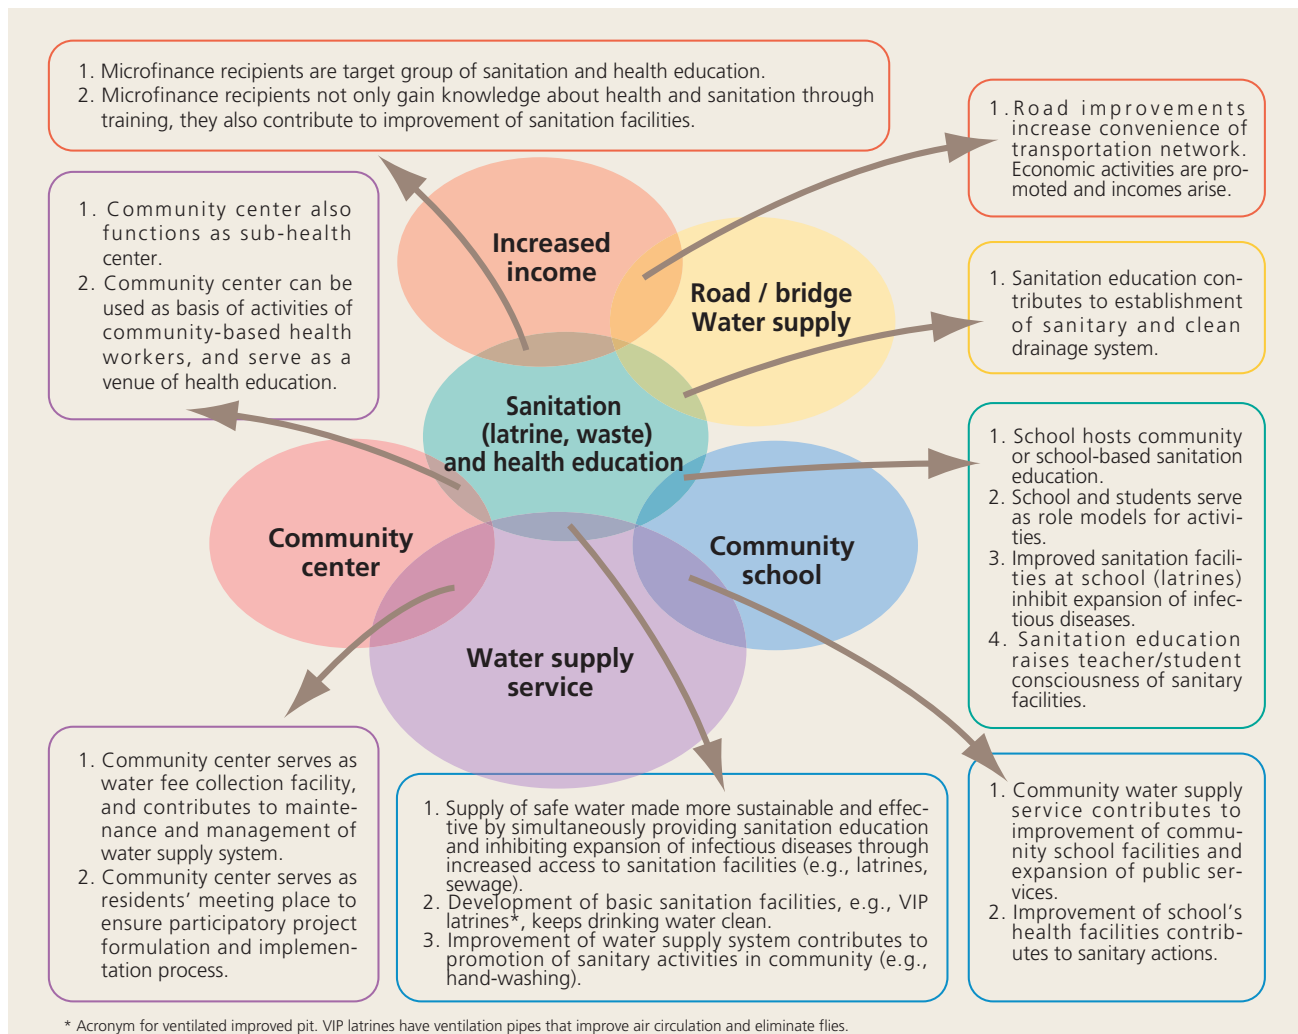 1. Microfinance recipients are target group of sanitation and health education.
2. Microfinance recipients not only gain knowledge about health and sanitation through
training, they also contribute to improvement of sanitation facilities.
1. Road improvements
increase convenience of
transportation network.
Economic activities are pro-
moted and incomes arise.
1. Community center also
functions as sub-health
center.
2. Community center can be
used as basis of activities of
community-based health
workers, and serve as a
venue of health education.
Increased
income
Road / bridge
Water supply
1. Sanitation education con-
tributes to establishment
of sanitary and clean
drainage system.
Sanitation
(latrine, waste)
and health education
1. School hosts community
or school-based sanitation
education.
2. School and students serve
as role models for activi-
ties.
3. Improved sanitation facili-
ties at school (latrines)
inhibit expansion of infec-
tious diseases.
4. Sanitation education
raises teacher/student
consciousness of sanitary
facilities.
Community
center
Community
school
Water supply
service
1. Community center serves as
water fee collection facility,
and contributes to mainte-
nance and management of
water supply system.
2. Community center serves as
residents' meeting place to
ensure participatory project
formulation and implemen-
tation process.
1. Supply of safe water made more sustainable and effec-
tive by simultaneously providing sanitation education
and inhibiting expansion of infectious diseases through
increased access to sanitation facilities (e.g., latrines,
sewage).
2. Development of basic sanitation facilities, e.g., VIP
latrines*, keeps drinking water clean.
3. Improvement of water supply system contributes to
promotion of sanitary activities in community (e.g.,
hand-washing).
1. Community water supply
service contributes to
improvement of commu-
nity school facilities and
expansion of public ser-
vices.
2. Improvement of school's
health facilities contrib-
utes to sanitary actions.
* Acronym for ventilated improved pit. VIP latrines have ventilation pipes that improve air circulation and eliminate flies.